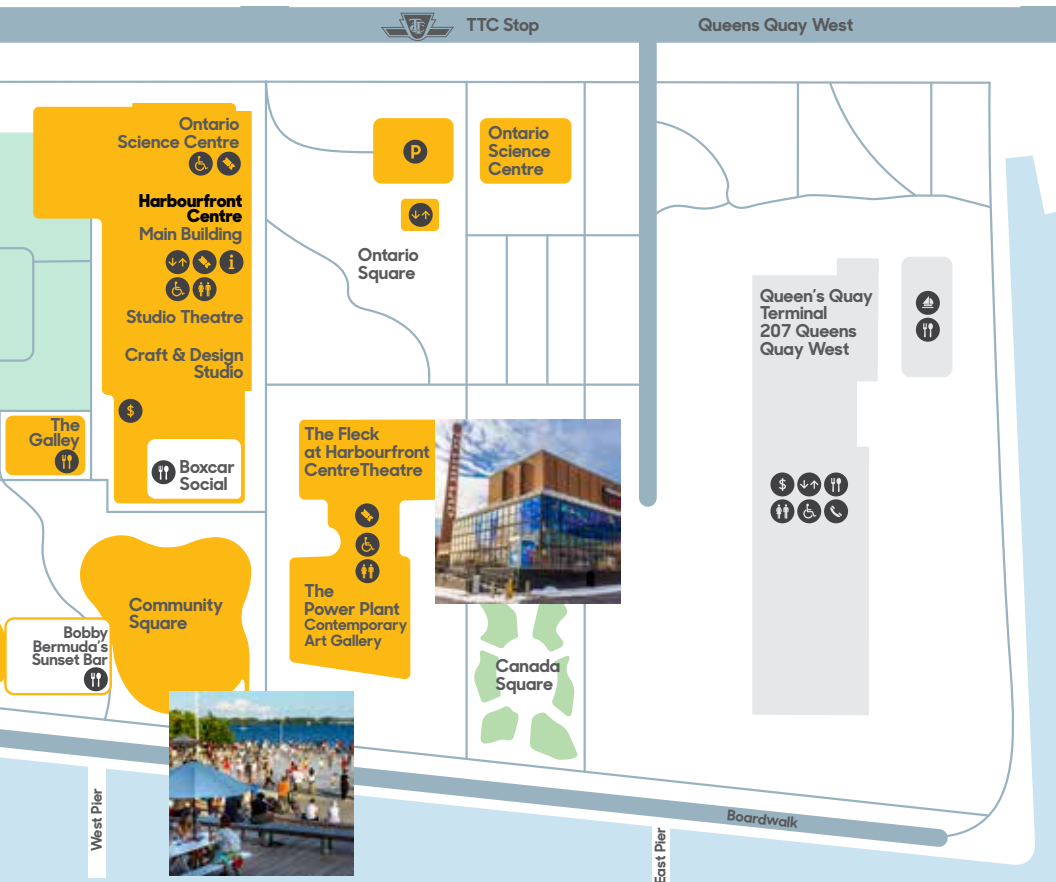 TTC Stop
Queens Quay West
Ontario
Science Centre
Harbourfront
Centre
Main Building
Studio Theatre
Craft & Design
Studio
$
The
Galley
Boxcar
Social
P
Ontario
Science
Centre
Ontario
Square
The Fleck
at Harbourfront
CentreTheatre
The
Power Plant
Contemporary
Art Gallery
Community
Square
Bobby
Bermuda's
Sunset Bar
Canada
Square
Queen's Quay
Terminal
207 Queens
Quay West
$
West Pier
East Pier
Boardwalk